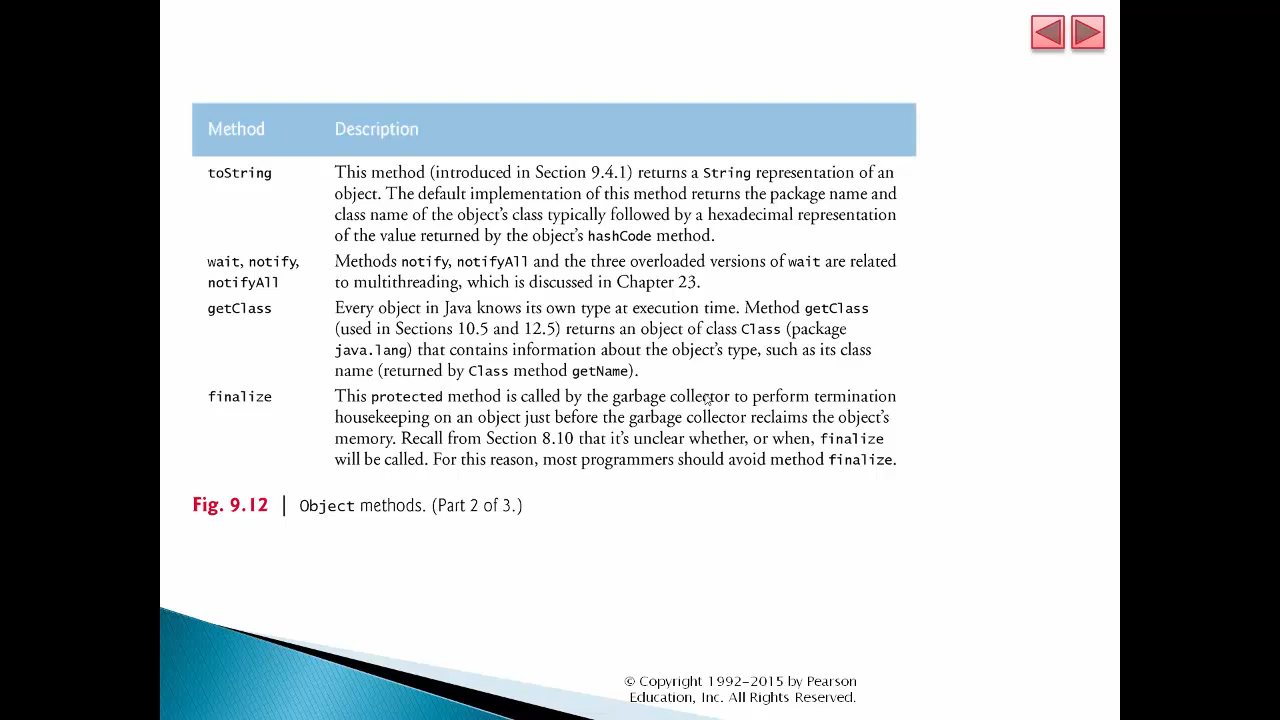 Method Description
toString This method (introduced in Section 9.4.1) returns a String representation of an
object. The default implementation of this method returns the package name and
class name of the object's class typically followed by a hexadecimal representation
of the value returned by the object's hashCode method.
wait, notify, Methods notify, notifyAll and the three overloaded versions of wait are related
notifyAll to multithreading, which is discussed in Chapter 23.
getClass Every object in Java knows its own type at execution time. Method getClass
(used in Sections 10.5 and 12.5) returns an object of class Class (package
java.lang) that contains information about the object's type, such as its class
name (returned by Class method getName).
finalize This protected method is called by the garbage collector to perform termination
housekeeping on an object just before the garbage collector reclaims the object's
memory. Recall from Section 8.10 that it's unclear whether, or when, finalize
will be called. For this reason, most programmers should avoid method finalize.
Fig. 9.12 | Object methods. (Part 2 of 3.)
© Copyright 1992–2015 by Pearson
Education, Inc. All Rights Reserved.